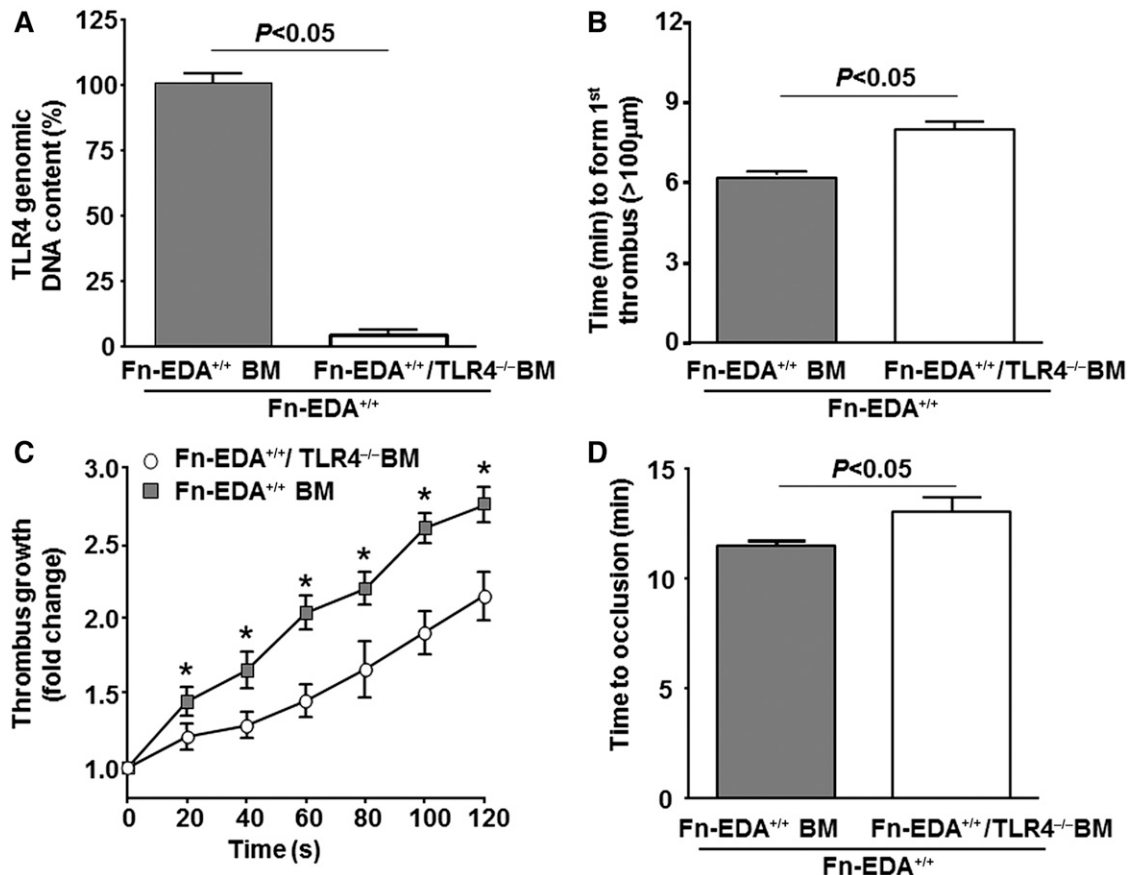 A
125
100
75
50
25
0
TLR4 genomic
DNA content (%)
P<0.05
Fn-EDA⁺/⁺ BM
Fn-EDA⁺/⁺/TLR4⁻/⁻BM
Fn-EDA⁺/⁺
B
12
9
6
3
0
Time (min) to form 1st
thrombus (>100μm)
P<0.05
Fn-EDA⁺/⁺ BM
Fn-EDA⁺/⁺/TLR4⁻/⁻BM
Fn-EDA⁺/⁺
C
Fn-EDA⁺/⁺/ TLR4⁻/⁻BM
Fn-EDA⁺/⁺ BM
3.0
2.5
2.0
1.5
1.0
Thrombus growth
(fold change)
* * * * * *
0 20 40 60 80 100 120
Time (s)
D
15
10
5
0
Time to occlusion (min)
P<0.05
Fn-EDA⁺/⁺ BM
Fn-EDA⁺/⁺/TLR4⁻/⁻BM
Fn-EDA⁺/⁺